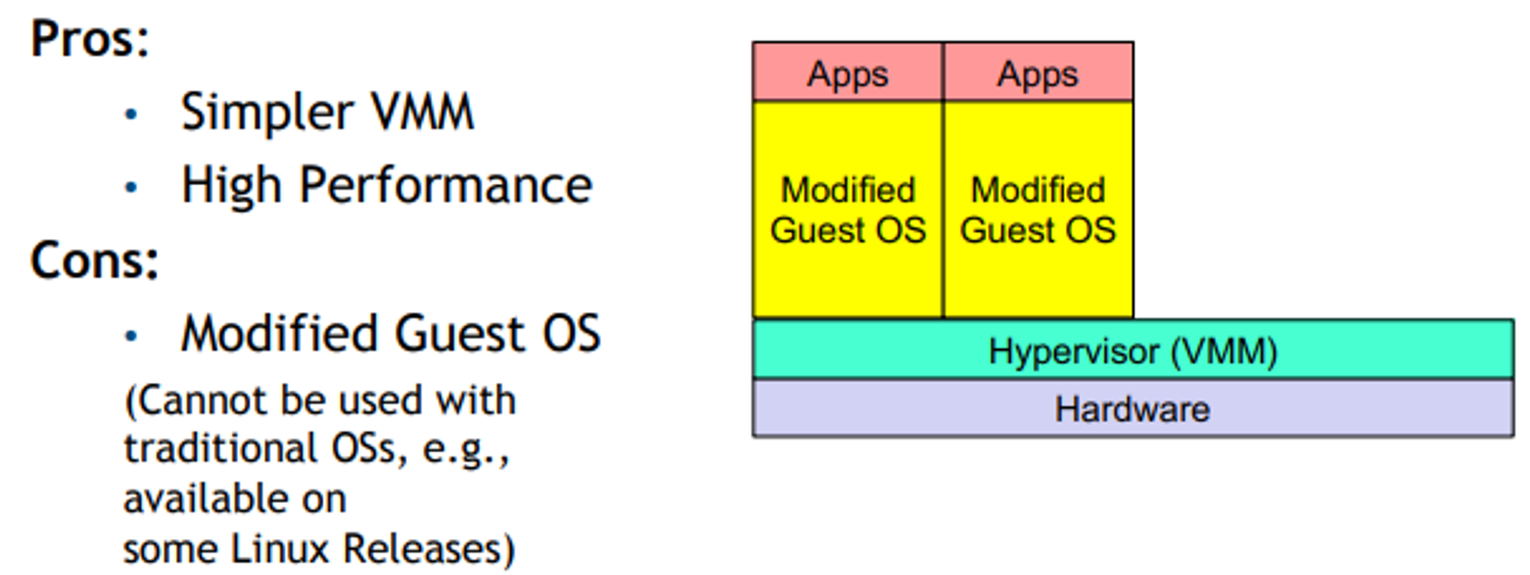 Pros:
• Simpler VMM
• High Performance
Cons:
• Modified Guest OS
(Cannot be used with
traditional OSs, e.g.,
available on
some Linux Releases)
Apps Apps
Modified Modified
Guest OS Guest OS
Hypervisor (VMM)
Hardware